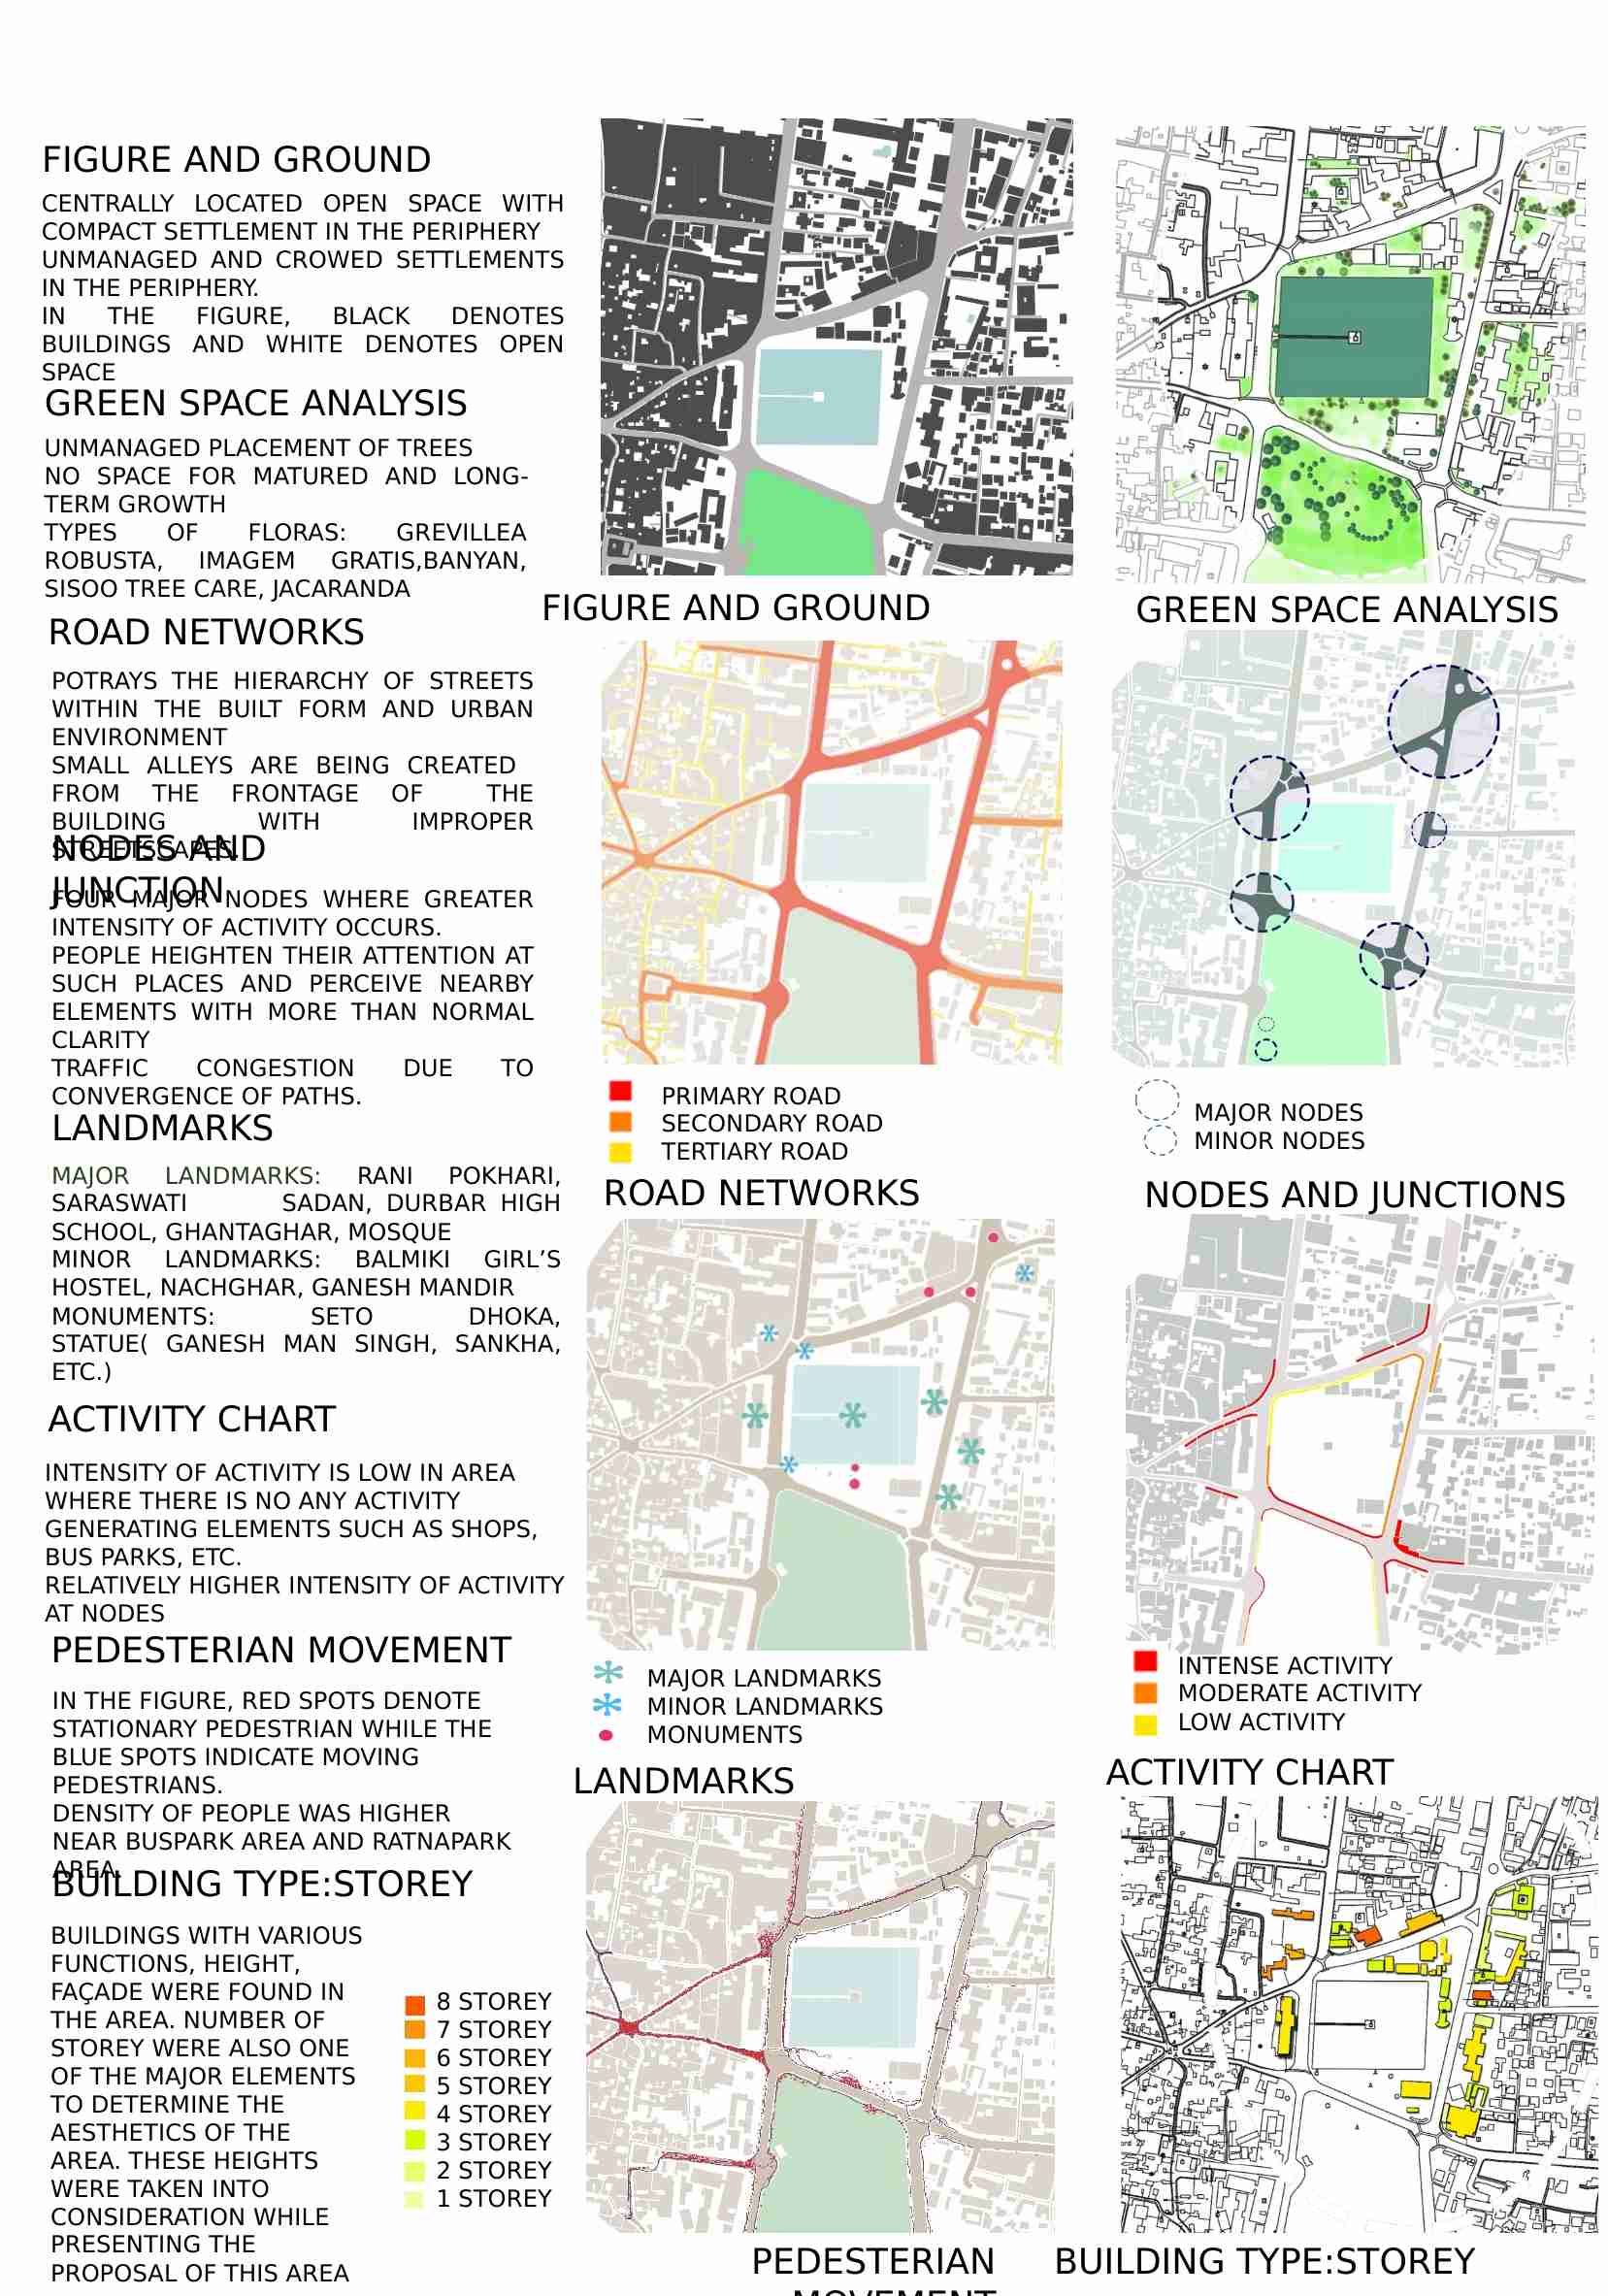 FIGURE AND GROUND
CENTRALLY LOCATED OPEN SPACE WITH
COMPACT SETTLEMENT IN THE PERIPHERY
UNMANAGED AND CROWED SETTLEMENTS
IN THE PERIPHERY.
IN THE FIGURE, BLACK DENOTES
BUILDINGS AND WHITE DENOTES OPEN
SPACE
GREEN SPACE ANALYSIS
UNMANAGED PLACEMENT OF TREES
NO SPACE FOR MATURED AND LONG-
TERM GROWTH
TYPES OF FLORAS: GREVILLEA
ROBUSTA, IMAGEM GRATIS,BANYAN,
SISOO TREE CARE, JACARANDA
ROAD NETWORKS
POTRAYS THE HIERARCHY OF STREETS
WITHIN THE BUILT FORM AND URBAN
ENVIRONMENT
SMALL ALLEYS ARE BEING CREATED
FROM THE FRONTAGE OF THE
BUILDING WITH IMPROPER
STREETSCAPES.
NODES AND
JUNCTION
FOUR MAJOR NODES WHERE GREATER
INTENSITY OF ACTIVITY OCCURS.
PEOPLE HEIGHTEN THEIR ATTENTION AT
SUCH PLACES AND PERCEIVE NEARBY
ELEMENTS WITH MORE THAN NORMAL
CLARITY
TRAFFIC CONGESTION DUE TO
CONVERGENCE OF PATHS.
LANDMARKS
MAJOR LANDMARKS: RANI POKHARI,
SARASWATI SADAN, DURBAR HIGH
SCHOOL, GHANTAGHAR, MOSQUE
MINOR LANDMARKS: BALMIKI GIRL’S
HOSTEL, NACHGHAR, GANESH MANDIR
MONUMENTS: SETO DHOKA,
STATUE( GANESH MAN SINGH, SANKHA,
ETC.)
ACTIVITY CHART
INTENSITY OF ACTIVITY IS LOW IN AREA
WHERE THERE IS NO ANY ACTIVITY
GENERATING ELEMENTS SUCH AS SHOPS,
BUS PARKS, ETC.
RELATIVELY HIGHER INTENSITY OF ACTIVITY
AT NODES
PEDESTERIAN MOVEMENT
IN THE FIGURE, RED SPOTS DENOTE
STATIONARY PEDESTRIAN WHILE THE
BLUE SPOTS INDICATE MOVING
PEDESTRIANS.
DENSITY OF PEOPLE WAS HIGHER
NEAR BUSPARK AREA AND RATNAPARK
AREA.
BUILDING TYPE:STOREY
BUILDINGS WITH VARIOUS
FUNCTIONS, HEIGHT,
FAÇADE WERE FOUND IN
THE AREA. NUMBER OF
STOREY WERE ALSO ONE
OF THE MAJOR ELEMENTS
TO DETERMINE THE
AESTHETICS OF THE
AREA. THESE HEIGHTS
WERE TAKEN INTO
CONSIDERATION WHILE
PRESENTING THE
PROPOSAL OF THIS AREA
8 STOREY
7 STOREY
6 STOREY
5 STOREY
4 STOREY
3 STOREY
2 STOREY
1 STOREY
FIGURE AND GROUND
GREEN SPACE ANALYSIS
PRIMARY ROAD
SECONDARY ROAD
TERTIARY ROAD
ROAD NETWORKS
MAJOR NODES
MINOR NODES
NODES AND JUNCTIONS
MAJOR LANDMARKS
MINOR LANDMARKS
MONUMENTS
LANDMARKS
INTENSE ACTIVITY
MODERATE ACTIVITY
LOW ACTIVITY
ACTIVITY CHART
PEDESTERIAN
MOVEMENT
BUILDING TYPE:STOREY